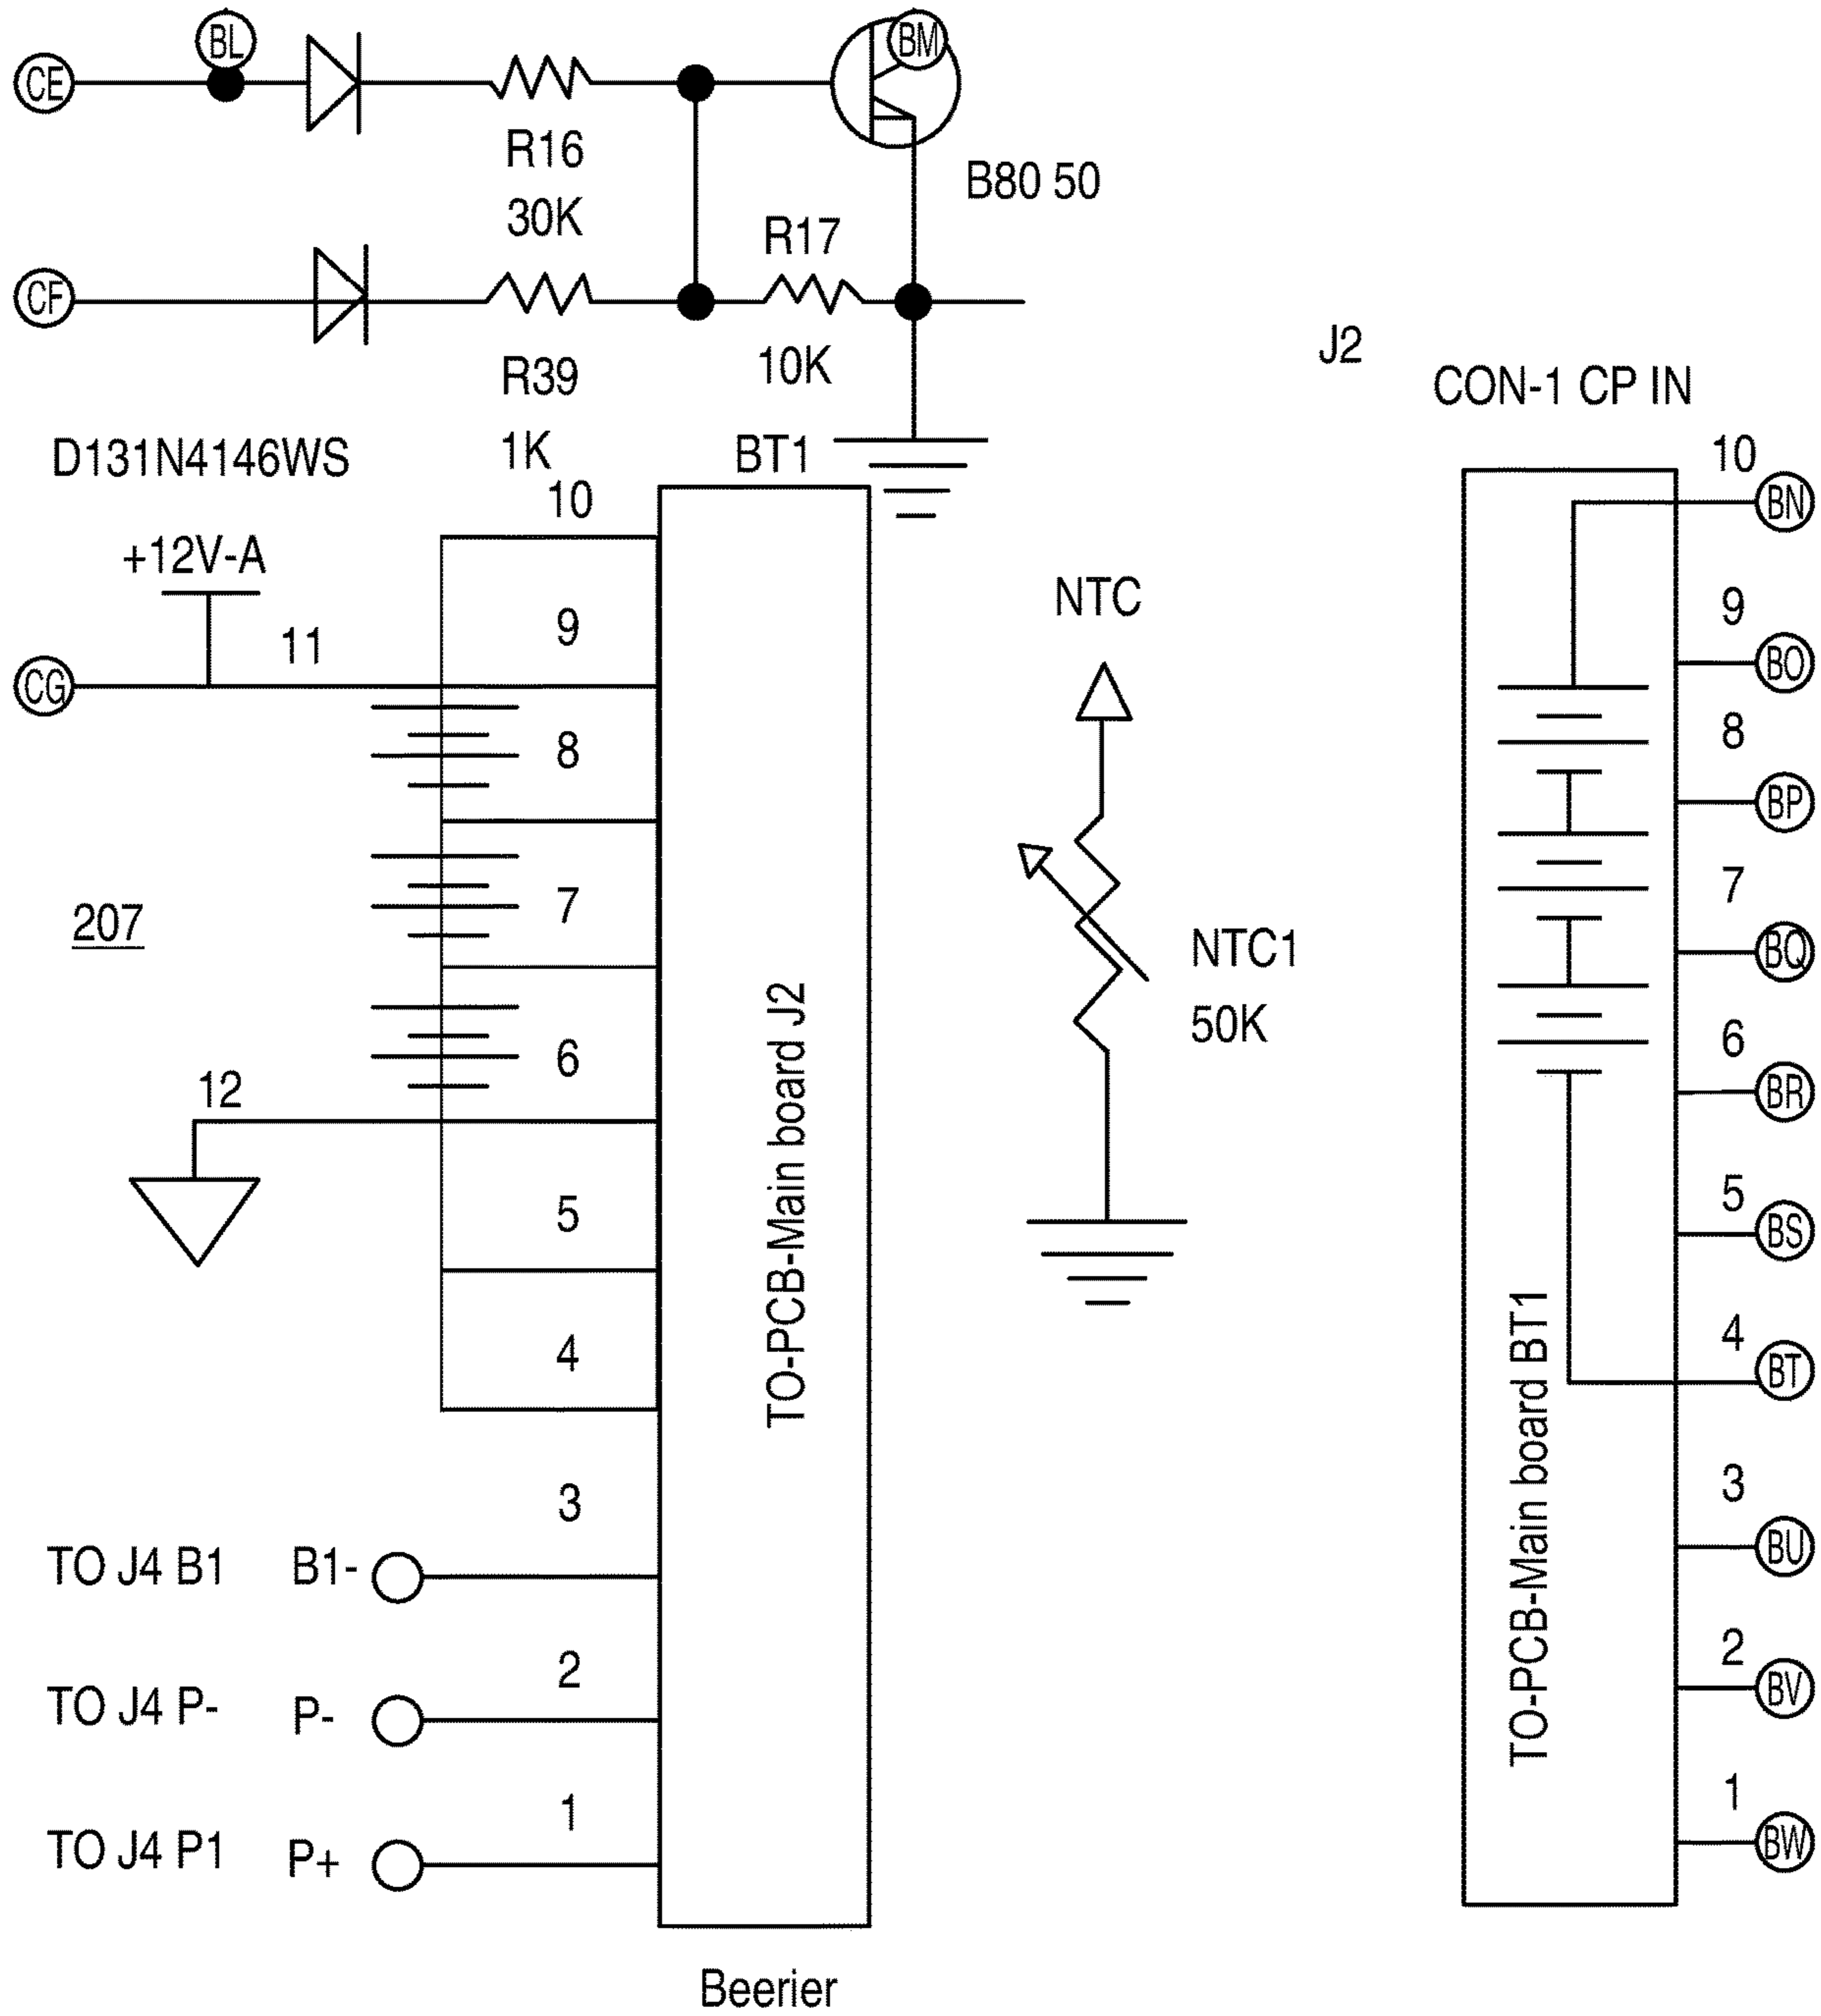 BL
BM
CE
R16
30K
B80 50
R17
CF
10K
R39
1K
D131N4146WS
BT1
J2
CON-1 CP IN
+12V-A
11
CG
207
12
10
9
8
7
6
5
4
3
2
1
TO-PCB-Main board J2
TO J4 B1 B1-
TO J4 P- P-
TO J4 P1 P+
Beerier
NTC
NTC1
50K
TO-PCB-Main board BT1
10 BN
9 BO
8 BP
7 BQ
6 BR
5 BS
4 BT
3 BU
2 BV
1 BW